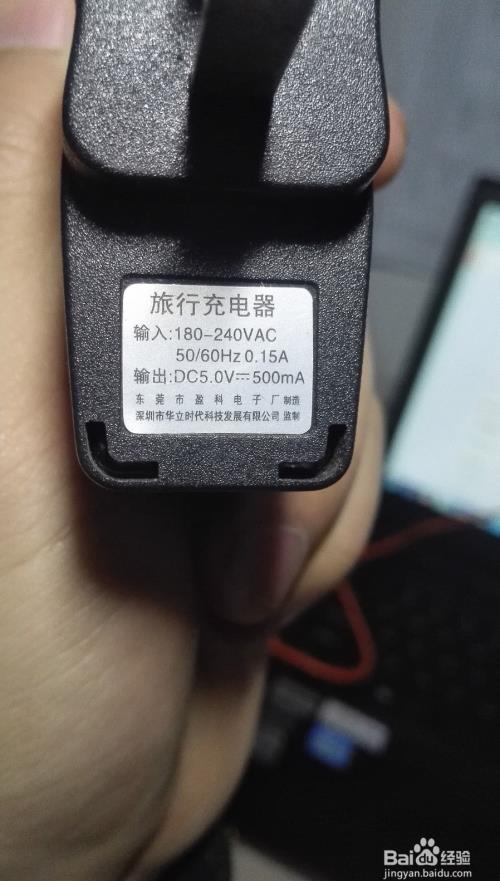 旅行充电器
输入:180-240VAC
50/60Hz 0.15A
输出:DC5.0V⎓500mA
东莞市盈科电子厂 制造
深圳市华立时代科技发展有限公司 监制
Baidu经验
jingyan.baidu.com